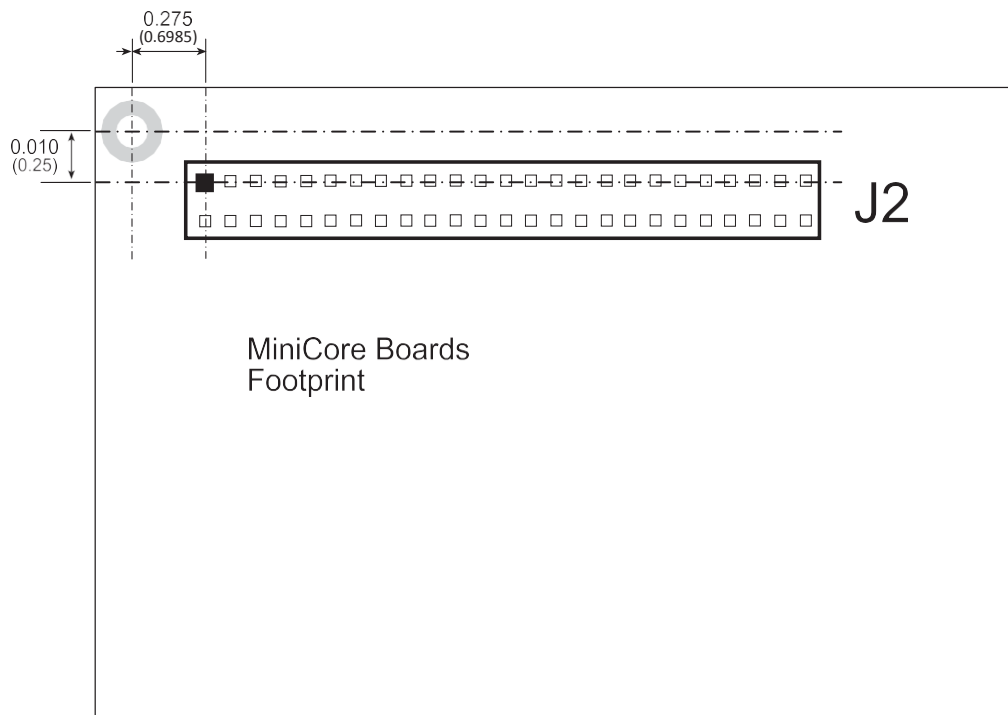 0.275
(0.6985)
0.010
(0.25)
J2
MiniCore Boards
Footprint